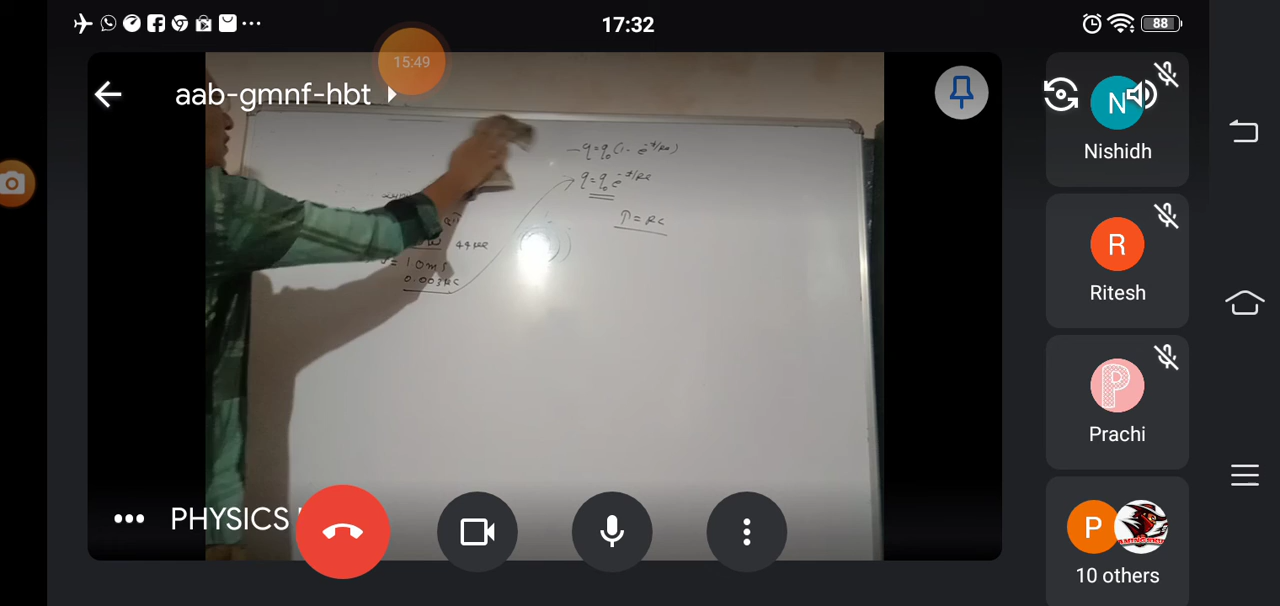 17:32
88
15:49
aab-gmnf-hbt
N
Nishidh
R
Ritesh
P
Prachi
P
10 others
PHYSICS
q=q₀(1-e^-t/RC)
q=q₀e^-t/RC
τ=RC
= 10ms
0.003RC